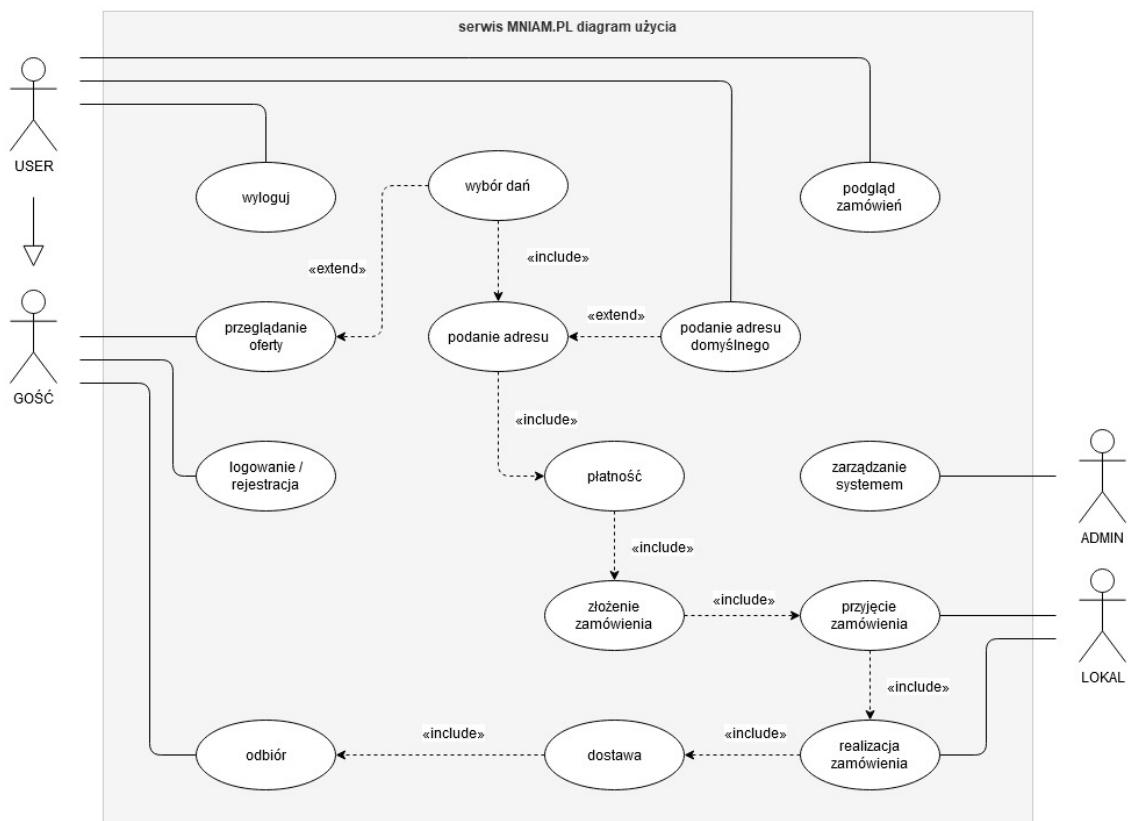 serwis MNIAM.PL diagram użycia
USER
wyloguj
wybór dań
podgląd
zamówień
«extend»
«include»
GOŚĆ
przeglądanie
oferty
podanie adresu
«extend»
podanie adresu
domyślnego
«include»
logowanie /
rejestracja
płatność
zarządzanie
systemem
ADMIN
«include»
złożenie
zamówienia
«include»
przyjęcie
zamówienia
LOKAL
«include»
odbiór
«include»
dostawa
«include»
realizacja
zamówienia